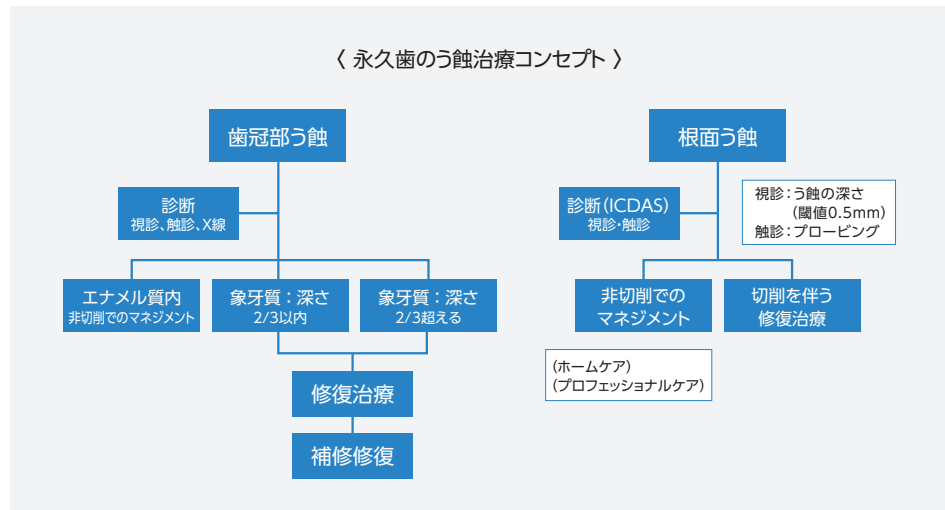 〈 永久歯のう蝕治療コンセプト 〉
歯冠部う蝕
診断
視診、触診、X線
エナメル質内
非切削でのマネジメント
象牙質：深さ
2/3以内
象牙質：深さ
2/3超える
修復治療
補修修復
根面う蝕
診断(ICDAS)
視診・触診
視診：う蝕の深さ
(閾値0.5mm)
触診：プロービング
非切削での
マネジメント
切削を伴う
修復治療
(ホームケア)
(プロフェッショナルケア)